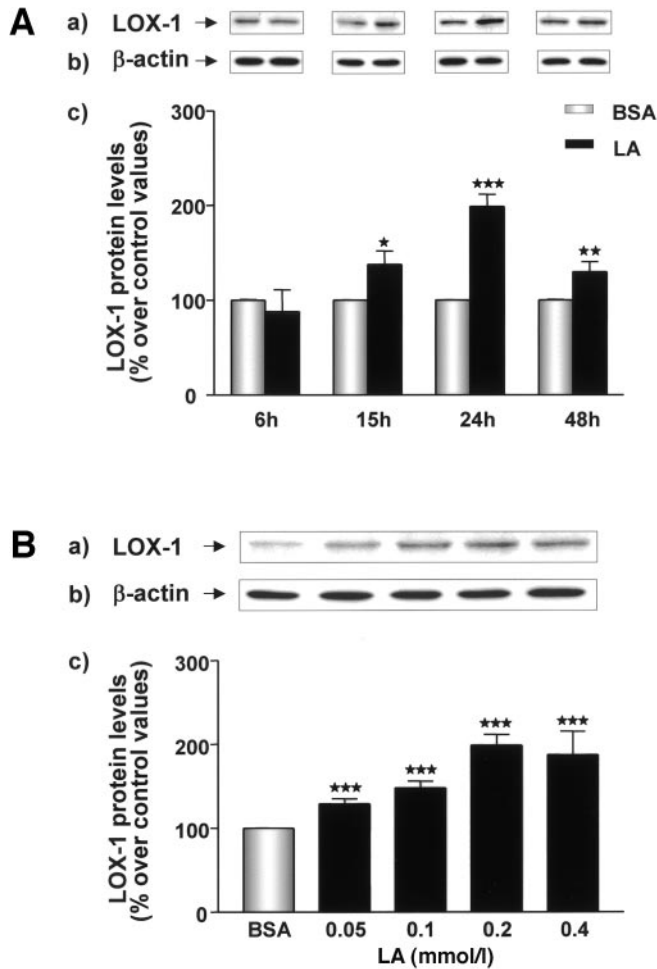 A
a) LOX-1
b) β-actin
c)
LOX-1 protein levels
(% over control values)
300
200
100
0
BSA
LA
★
★★★
★★
6h 15h 24h 48h
B
a) LOX-1
b) β-actin
c)
LOX-1 protein levels
(% over control values)
300
200
100
0
★★★ ★★★ ★★★ ★★★
BSA 0.05 0.1 0.2 0.4
LA (mmol/l)